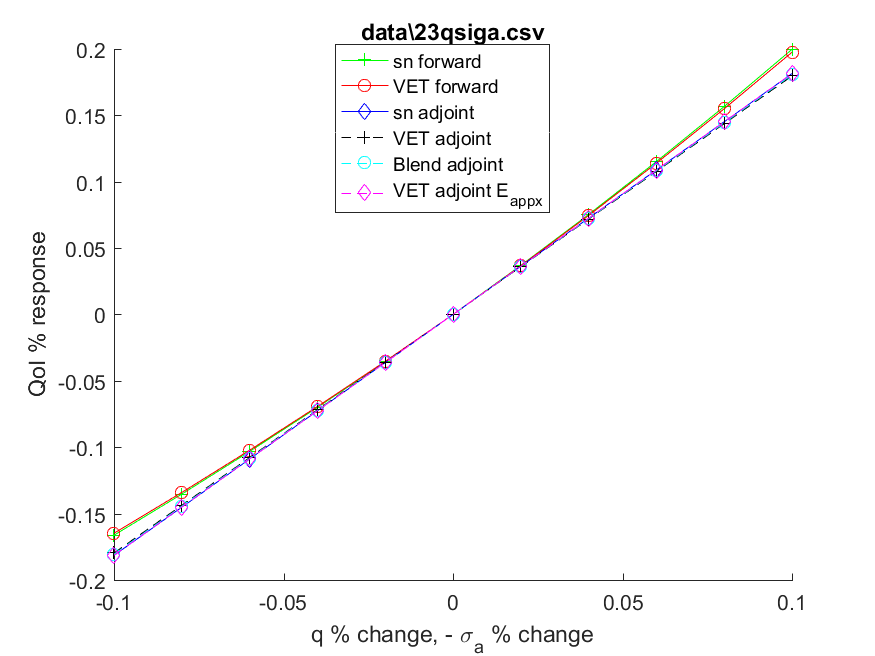 data\23qsiga.csv
sn forward
VET forward
sn adjoint
VET adjoint
Blend adjoint
VET adjoint E_appx
QoI % response
0.2
0.15
0.1
0.05
0
-0.05
-0.1
-0.15
-0.2
-0.1
-0.05
0
0.05
0.1
q % change, - σ_a % change